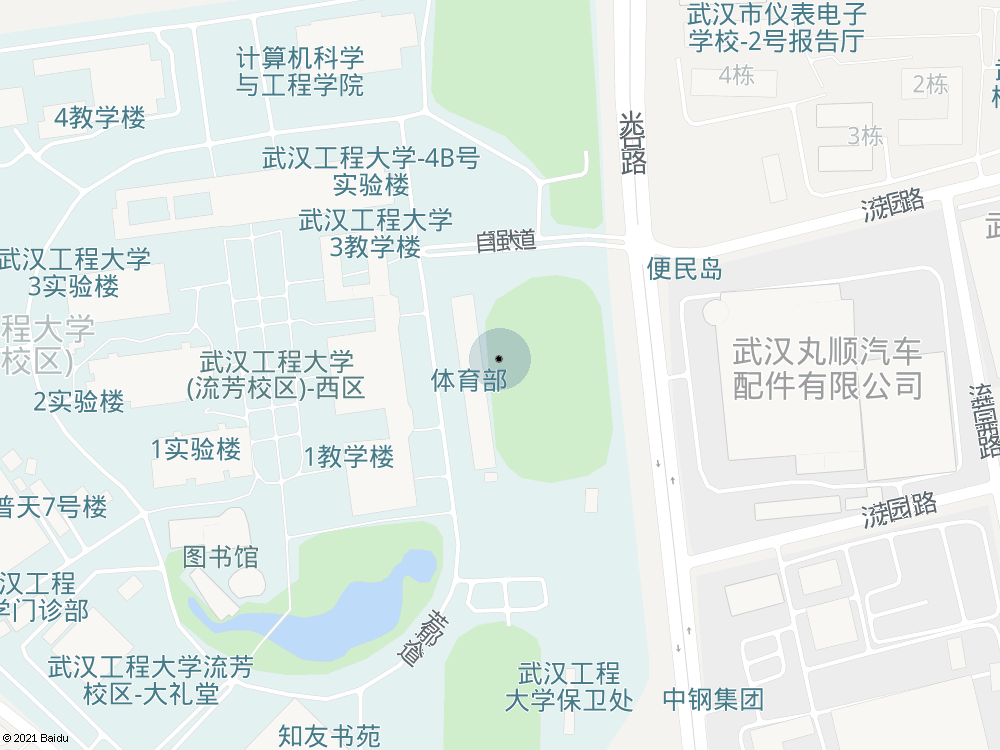 武汉市仪表电子
学校-2号报告厅
计算机科学
与工程学院
4栋
2栋
4教学楼
光谷路
3栋
武汉工程大学-4B号
实验楼
流芳园路
武汉工程大学
3教学楼
自强大道
武汉工程大学
3实验楼
便民岛
程大学
校区)
武汉工程大学
(流芳校区)-西区
武汉丸顺汽车
配件有限公司
体育部
2实验楼
1实验楼
1教学楼
普天7号楼
图书馆
汉工程
学门诊部
武汉工程大学流芳
校区-大礼堂
武汉工程
大学保卫处
中钢集团
知友书苑
© 2021 Baidu